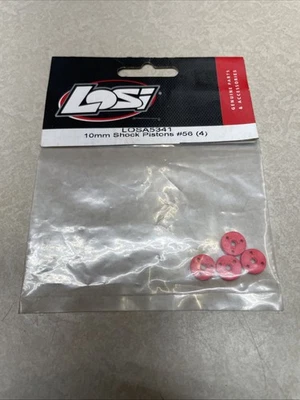 LOSI
GENUINE PARTS
& ACCESSORIES
LOSA5341
10mm Shock Pistons #56 (4)